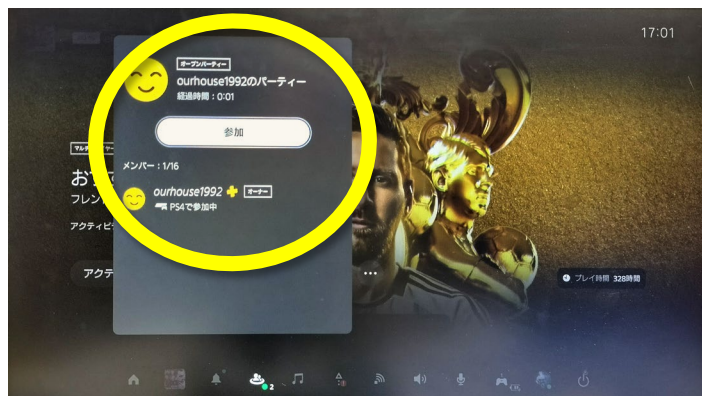 17:01
オープンパーティー
ourhouse1992のパーティー
経過時間：0:01
参加
メンバー：1/16
ourhouse1992
オーナー
PS4で参加中
マルチ
おす
フレン
アクティビ
アクテ
...
プレイ時間 328時間
2